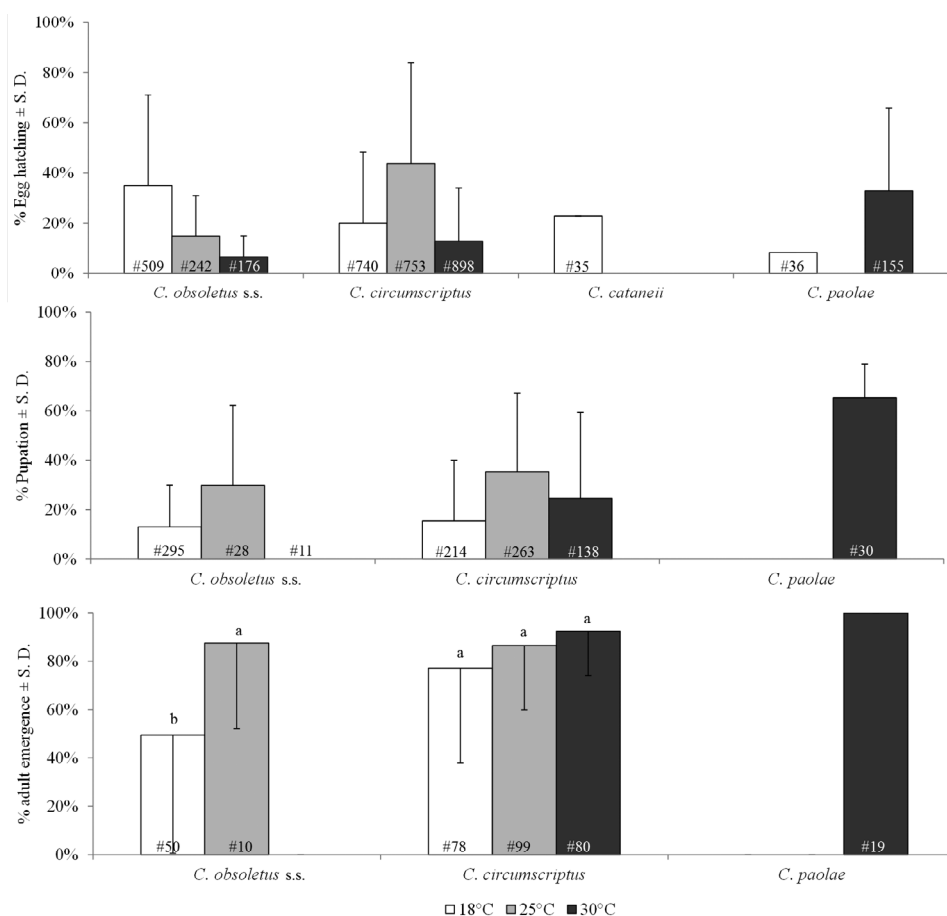 100%
80%
60%
40%
20%
0%
% Egg hatching ± S. D.
#509 #242 #176 #740 #753 #898 #35 #36 #155
C. obsoletus s.s. C. circumscriptus C. cataneii C. paolae
100%
80%
60%
40%
20%
0%
% Pupation ± S. D.
#295 #28 #11 #214 #263 #138 #30
C. obsoletus s.s. C. circumscriptus C. paolae
100%
80%
60%
40%
20%
0%
% adult emergence ± S. D.
b a a a a
#50 #10 #78 #99 #80 #19
C. obsoletus s.s. C. circumscriptus C. paolae
18°C 25°C 30°C